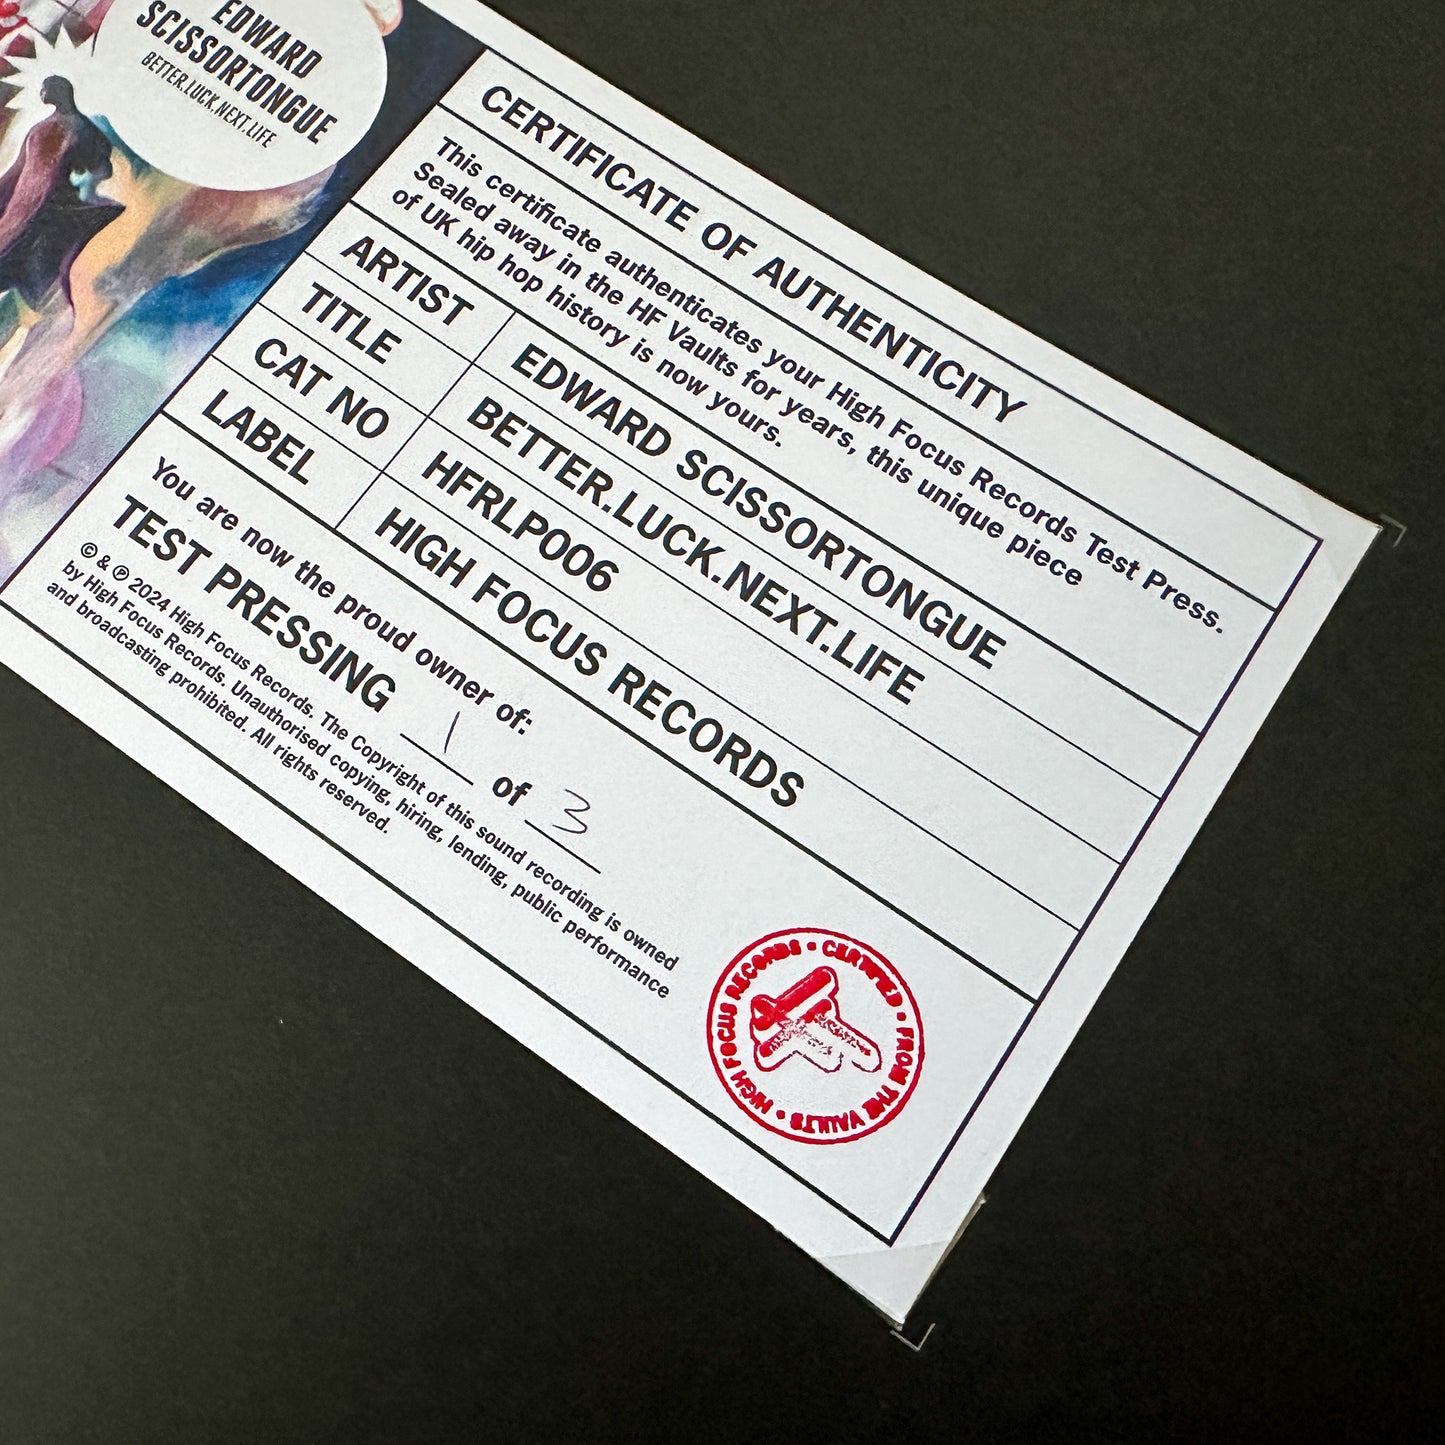 EDWARD
SCISSORTONGUE
BETTER.LUCK.NEXT.LIFE
CERTIFICATE OF AUTHENTICITY
This certificate authenticates your High Focus Records Test Press.
Sealed away in the HF Vaults for years, this unique piece
of UK hip hop history is now yours.
ARTIST EDWARD SCISSORTONGUE
TITLE BETTER.LUCK.NEXT.LIFE
CAT NO HFRLP006
LABEL HIGH FOCUS RECORDS
You are now the proud owner of:
TEST PRESSING 1 of 3
© & ℗ 2024 High Focus Records. The Copyright of this sound recording is owned
by High Focus Records. Unauthorised copying, hiring, lending, public performance
and broadcasting prohibited. All rights reserved.
HIGH FOCUS RECORDS • CERTIFIED • FROM THE VAULTS •